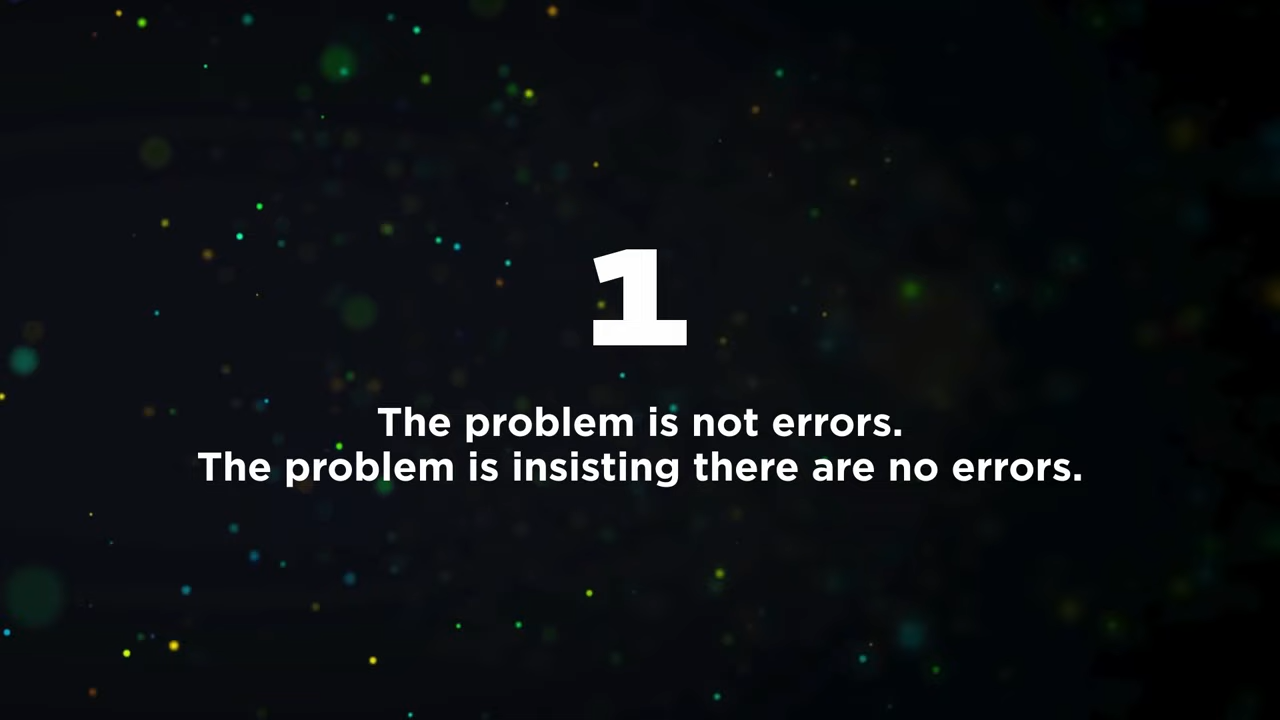 1
The problem is not errors.
The problem is insisting there are no errors.